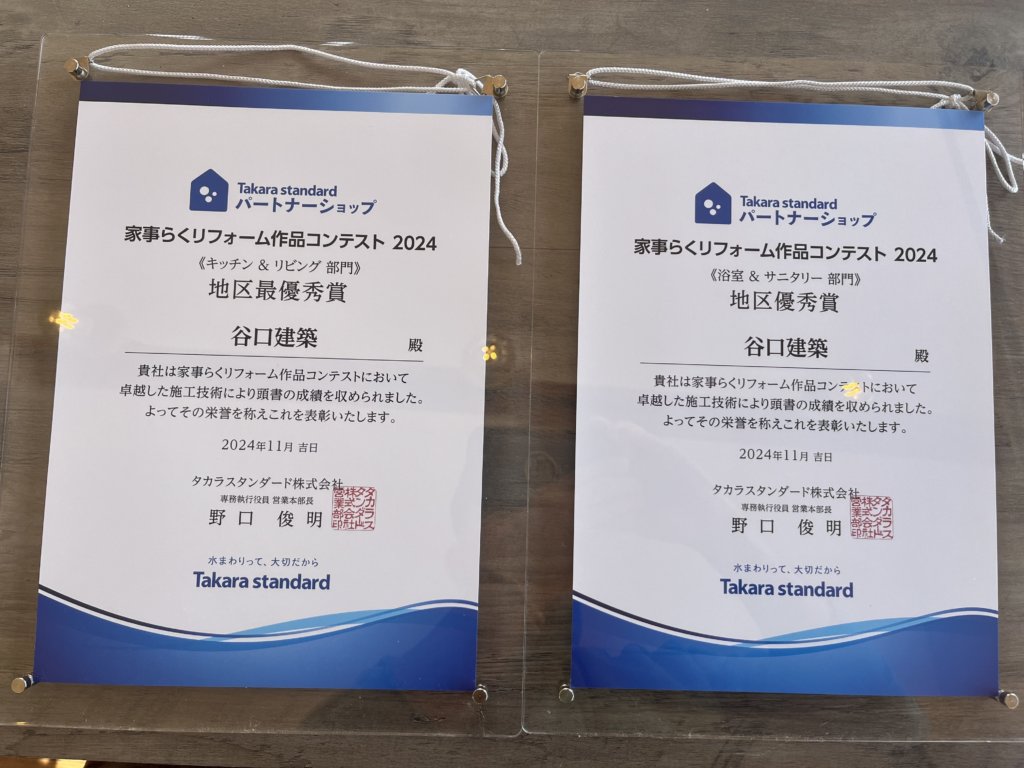 Takara standard
パートナーショップ
家事らくリフォーム作品コンテスト 2024
《キッチン & リビング 部門》
地区最優秀賞
谷口建築 殿
貴社は家事らくリフォーム作品コンテストにおいて
卓越した施工技術により頭書の成績を収められました。
よってその栄誉を称えこれを表彰いたします。
2024年11月 吉日
タカラスタンダード株式会社
専務執行役員 営業本部長
野口 俊明
水まわりって、大切だから
Takara standard
Takara standard
パートナーショップ
家事らくリフォーム作品コンテスト 2024
《浴室 & サニタリー 部門》
地区優秀賞
谷口建築 殿
貴社は家事らくリフォーム作品コンテストにおいて
卓越した施工技術により頭書の成績を収められました。
よってその栄誉を称えこれを表彰いたします。
2024年11月 吉日
タカラスタンダード株式会社
専務執行役員 営業本部長
野口 俊明
水まわりって、大切だから
Takara standard